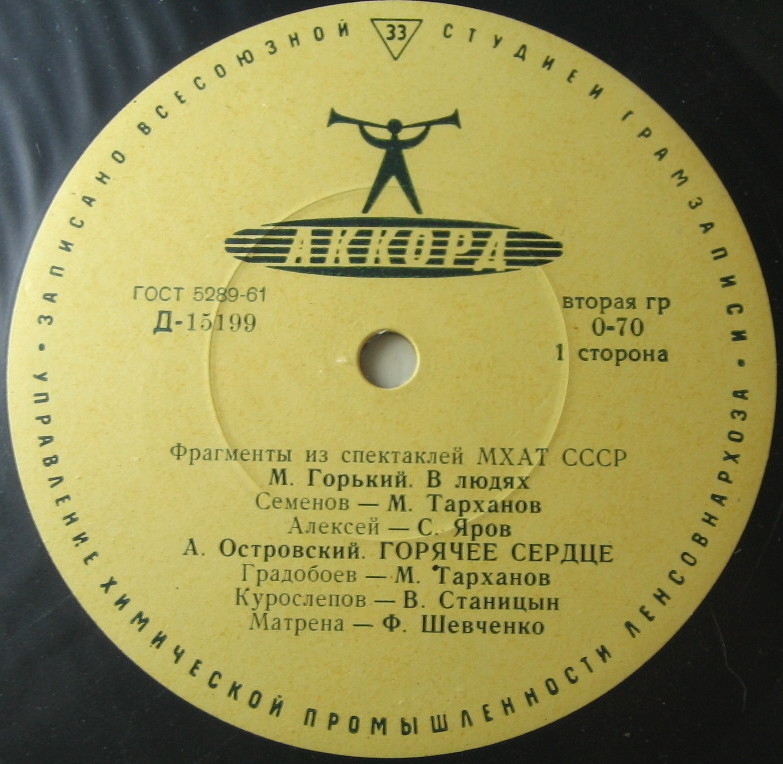 ЗАПИСАНО ВСЕСОЮЗНОЙ СТУДИЕЙ ГРАМЗАПИСИ
33
АККОРД
ГОСТ 5289-61
Д-15199
вторая гр
0-70
1 сторона
Фрагменты из спектаклей МХАТ СССР
М. Горький. В людях
Семенов — М. Тарханов
Алексей — С. Яров
А. Островский. ГОРЯЧЕЕ СЕРДЦЕ
Градобоев — М. Тарханов
Курослепов — В. Станицын
Матрена — Ф. Шевченко
• УПРАВЛЕНИЕ ХИМИЧЕСКОЙ ПРОМЫШЛЕННОСТИ ЛЕНСОВНАРХОЗА •